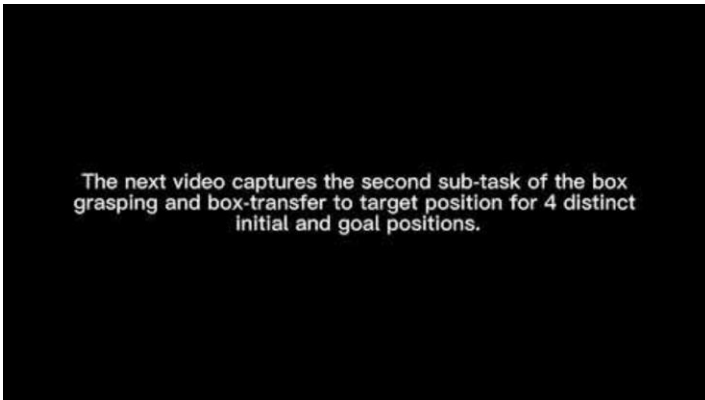 The next video captures the second sub-task of the box
grasping and box-transfer to target position for 4 distinct
initial and goal positions.